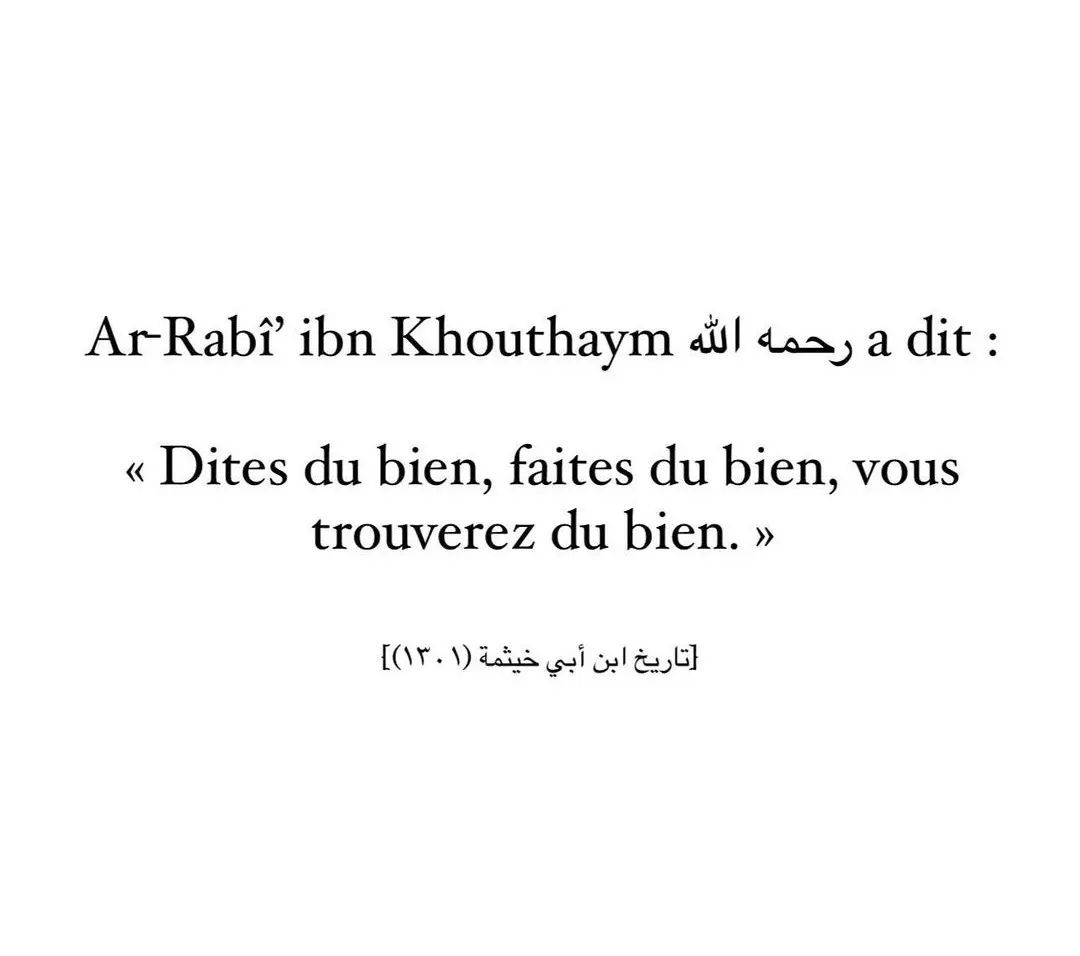 Ar-Rabî’ ibn Khouthaym رحمه الله a dit :
« Dites du bien, faites du bien, vous
trouverez du bien. »
[تاريخ ابن أبي خيثمة (١٣٠١)]